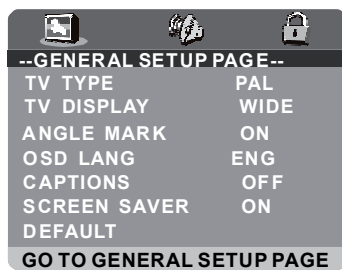 --GENERAL SETUP PAGE--
TV TYPE PAL
TV DISPLAY WIDE
ANGLE MARK ON
OSD LANG ENG
CAPTIONS OFF
SCREEN SAVER ON
DEFAULT
GO TO GENERAL SETUP PAGE